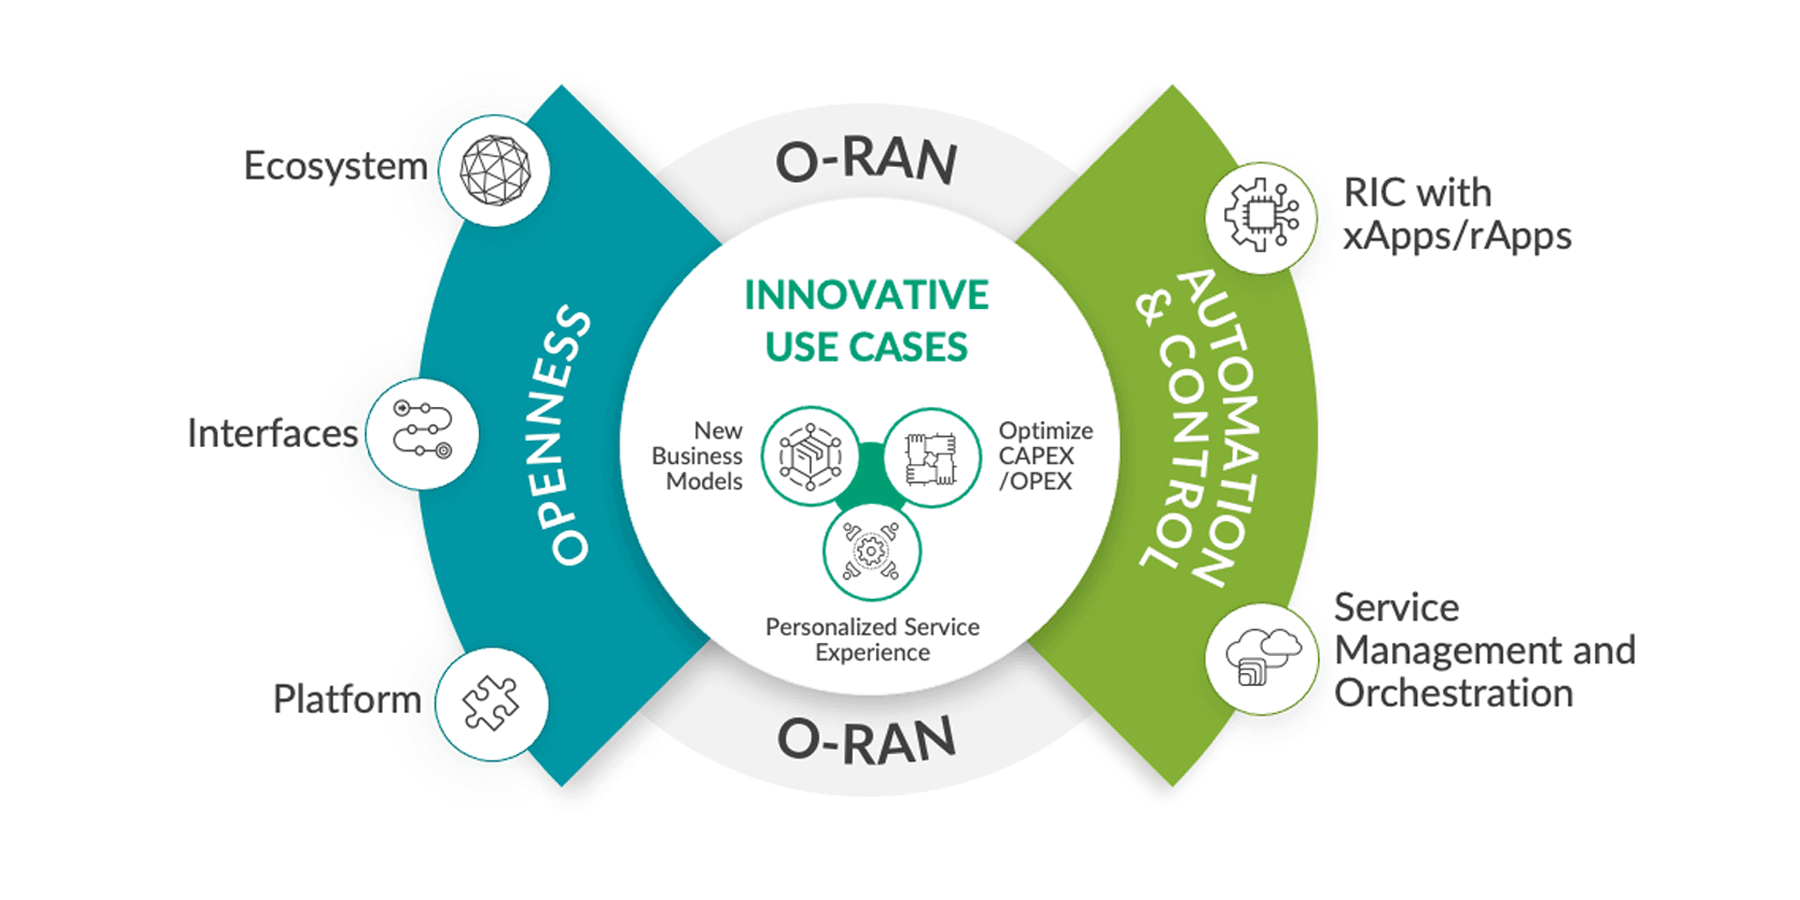 O-RAN
Ecosystem
Interfaces
Platform
OPENNESS
INNOVATIVE
USE CASES
New
Business
Models
Optimize
CAPEX
/OPEX
Personalized Service
Experience
AUTOMATION
& CONTROL
RIC with
xApps/rApps
Service
Management and
Orchestration
O-RAN